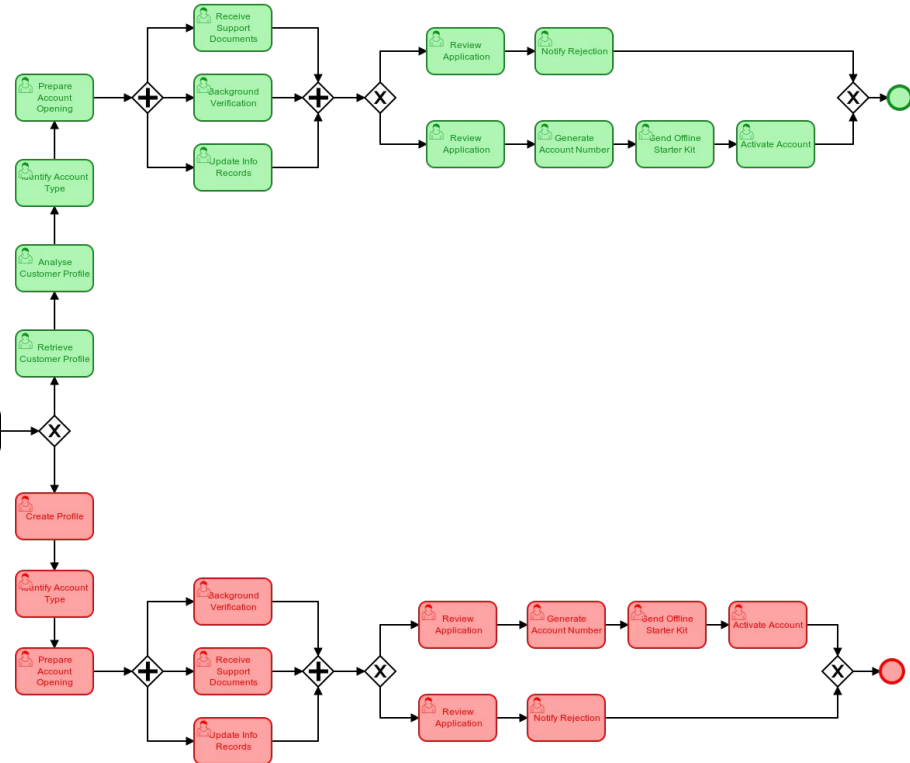 Receive
Support
Documents
Review
Application
Notify Rejection
Prepare
Account
Opening
Background
Verification
Review
Application
Generate
Account Number
Send Offline
Starter Kit
Activate Account
Update Info
Records
Identify Account
Type
Analyse
Customer Profile
Retrieve
Customer Profile
Create Profile
Identify Account
Type
Prepare
Account
Opening
Background
Verification
Receive
Support
Documents
Update Info
Records
Review
Application
Generate
Account Number
Send Offline
Starter Kit
Activate Account
Review
Application
Notify Rejection